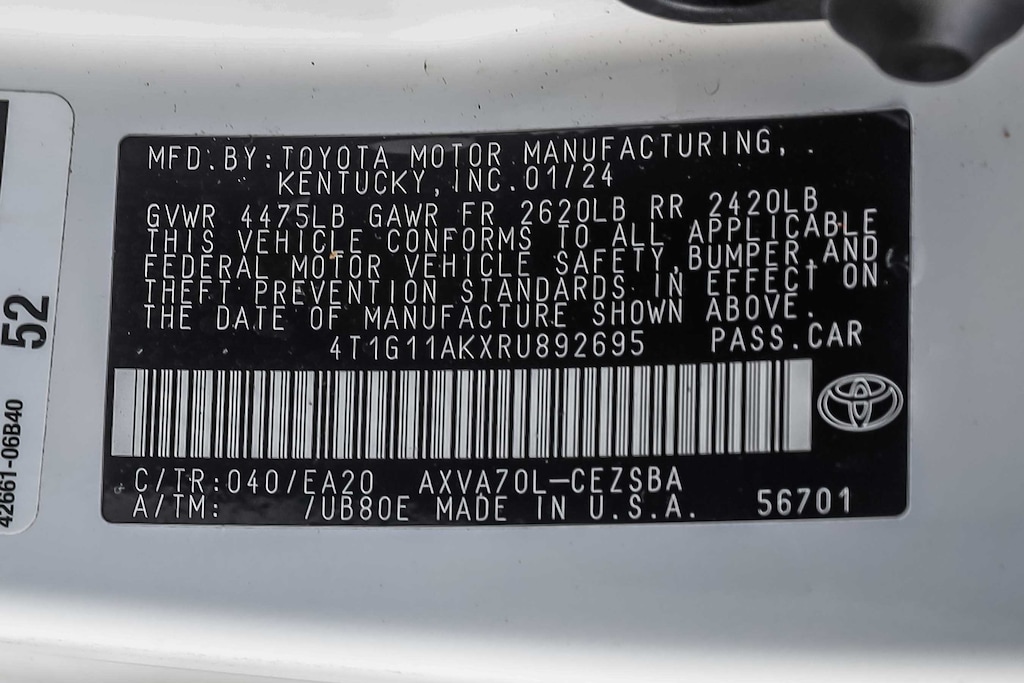 MFD. BY: TOYOTA MOTOR MANUFACTURING, .
KENTUCKY, INC. 01/24
GVWR 4475LB GAWR FR 2620LB RR 2420LB
THIS VEHICLE CONFORMS TO ALL APPLICABLE
FEDERAL MOTOR VEHICLE SAFETY, BUMPER, AND
THEFT PREVENTION STANDARDS IN EFFECT ON
THE DATE OF MANUFACTURE SHOWN ABOVE.
4T1G11AKXRU892695 PASS. CAR
C/TR: 040/EA20 AXVA70L-CEZSBA
A/TM: /UB80E MADE IN U.S.A. 56701
52
42661-06B40